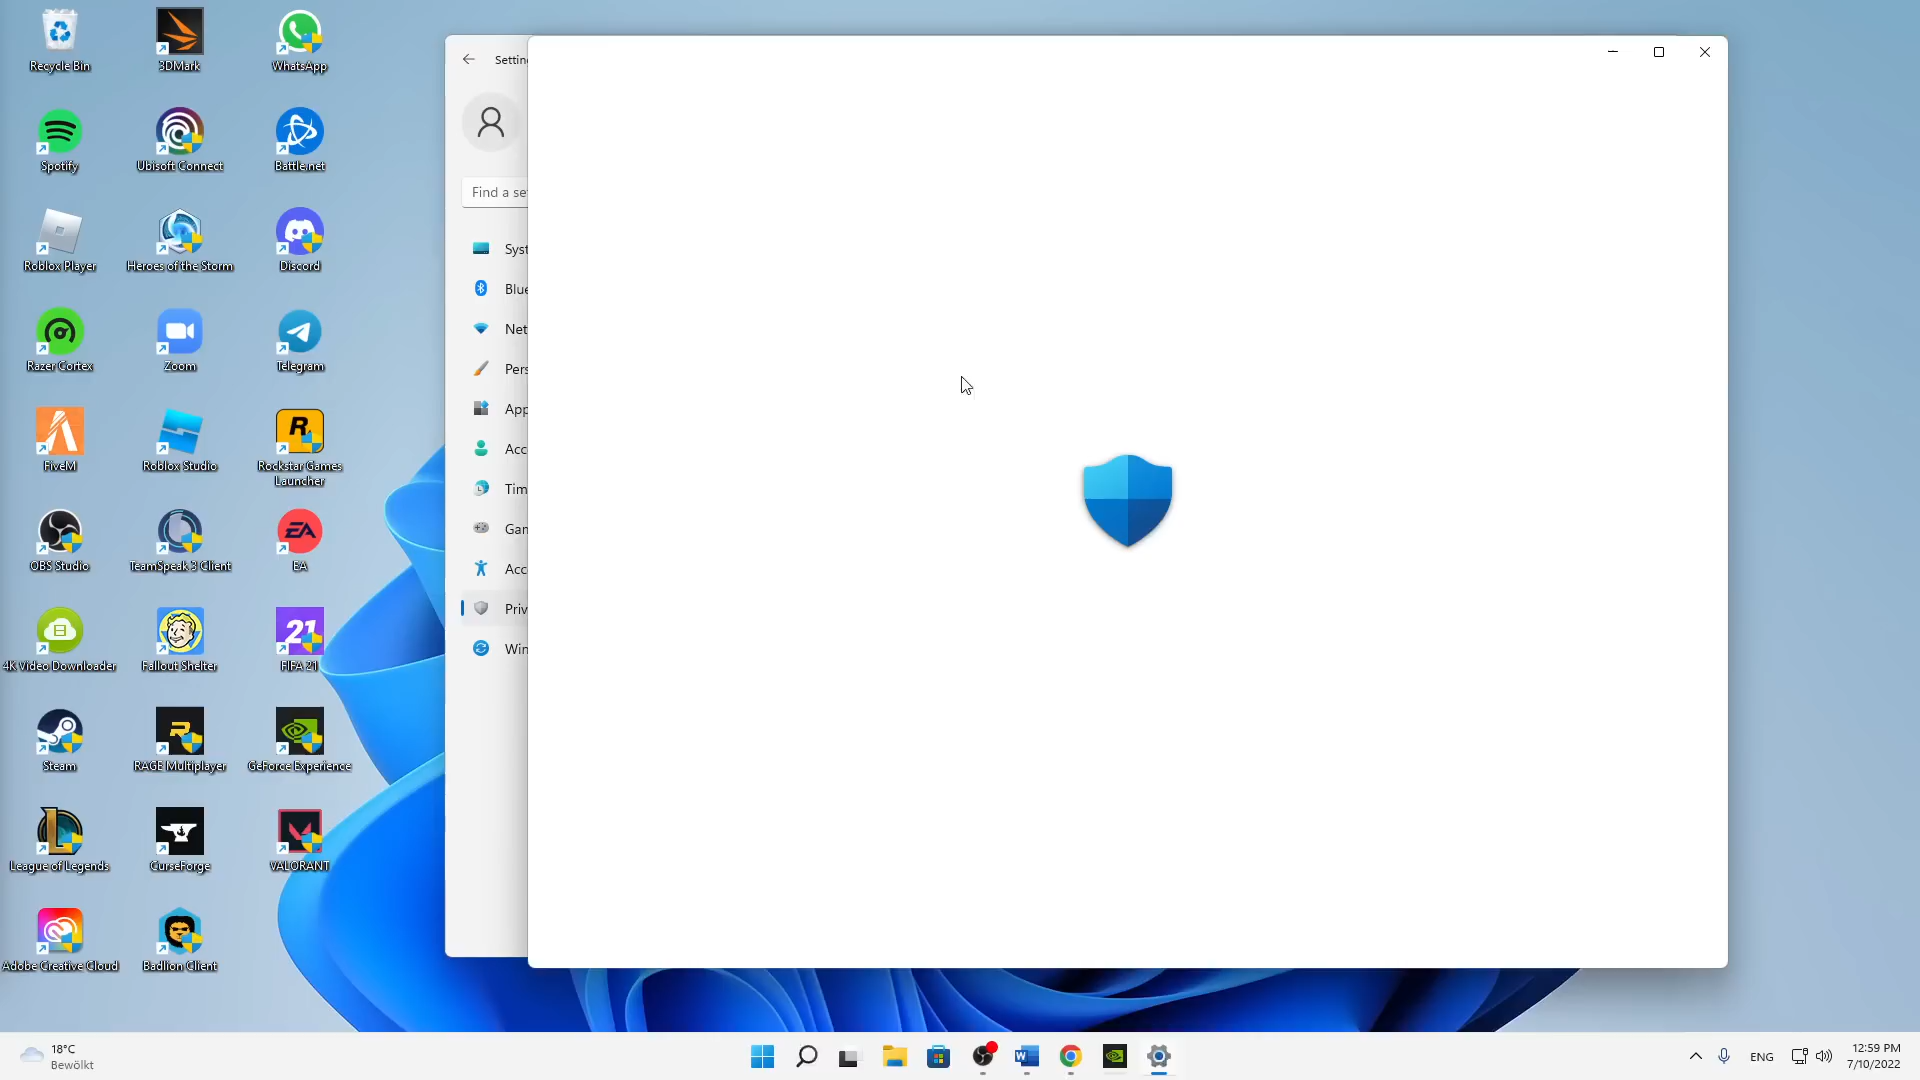 Recycle Bin
3DMark
WhatsApp
Spotify
Ubisoft Connect
Battle.net
Roblox Player
Heroes of the Storm
Discord
Razer Cortex
Zoom
Telegram
FiveM
Roblox Studio
Rockstar Games
Launcher
OBS Studio
TeamSpeak 3 Client
EA
4K Video Downloader
Fallout Shelter
21
FIFA 21
Steam
RAGE Multiplayer
GeForce Experience
League of Legends
CurseForge
VALORANT
Adobe Creative Cloud
Badlion Client
Settin
Find a se
Syst
Blue
Net
Pers
App
Acc
Tim
Gam
Acc
Priv
Win
18°C
Bewölkt
ENG
12:59 PM
7/10/2022